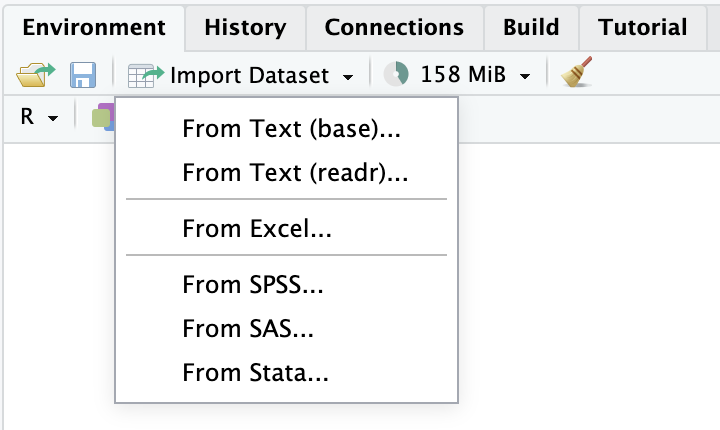 Environment History Connections Build Tutorial
Import Dataset 158 MiB
R
From Text (base)...
From Text (readr)...
From Excel...
From SPSS...
From SAS...
From Stata...